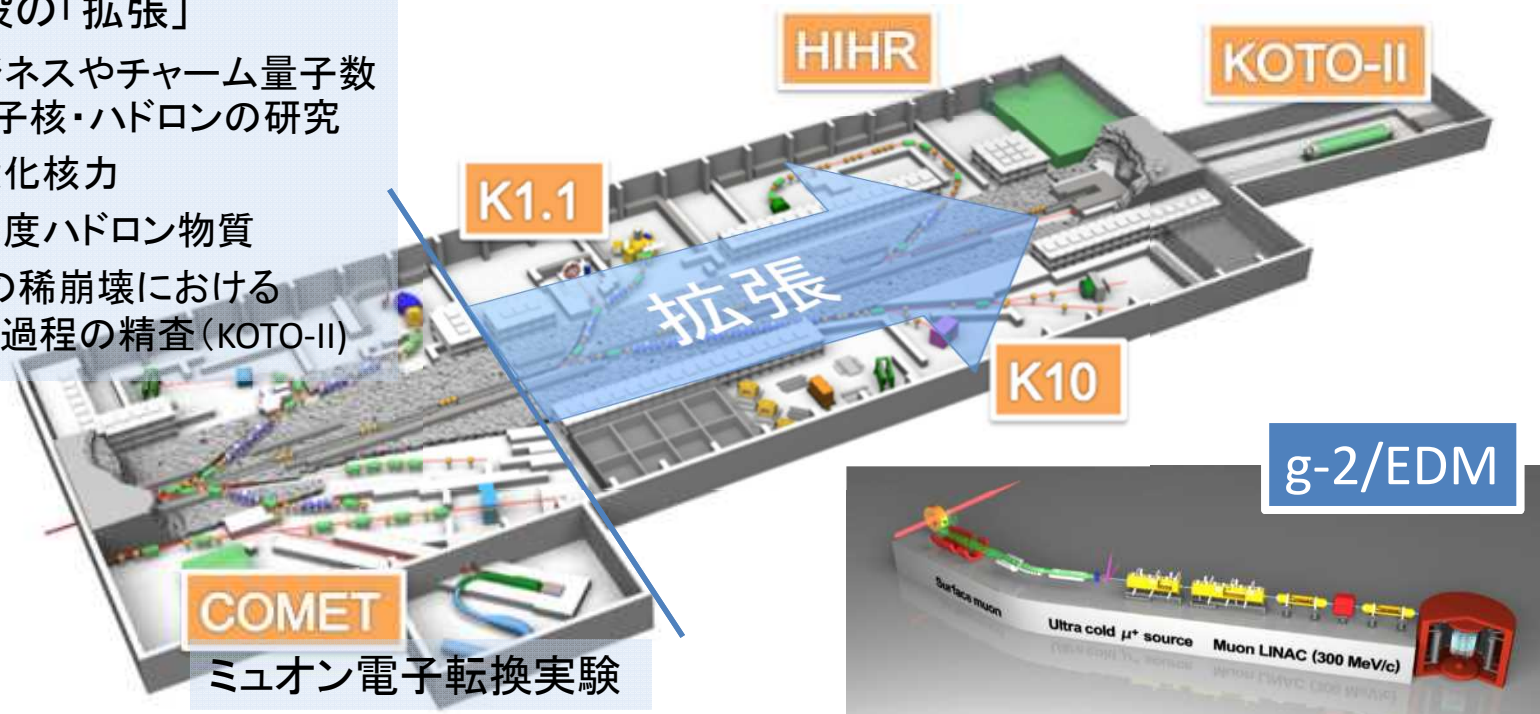 設の「拡張」
ネスやチャーム量子数
子核・ハドロンの研究
化核力
度ハドロン物質
の稀崩壊における
過程の精査(KOTO-II)
HIHR
KOTO-II
K1.1
拡張
K10
g-2/EDM
COMET
ミュオン電子転換実験
Surface muon
Ultra cold μ+ source
Muon LINAC (300 MeV/c)